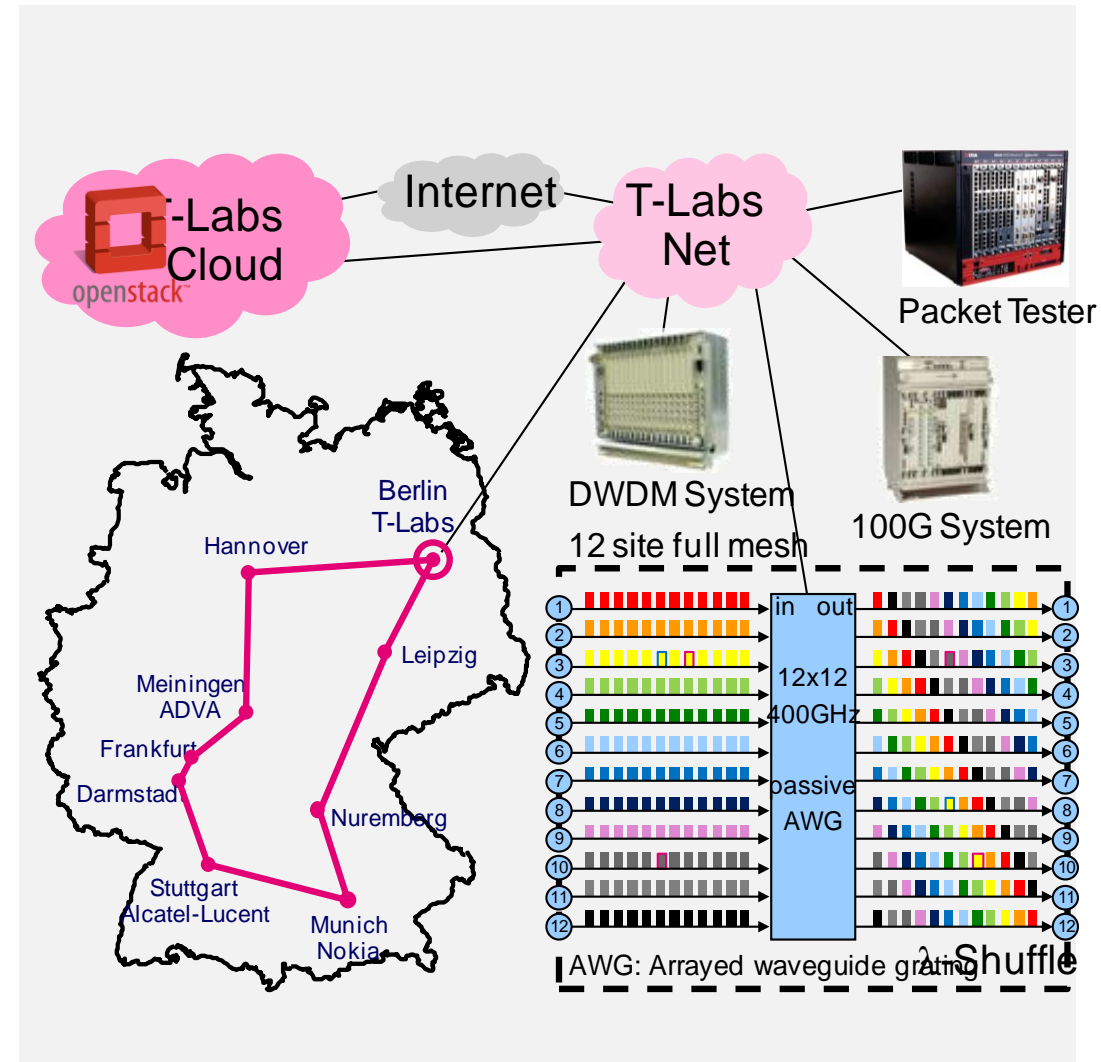 Internet
T-Labs
Net
T-Labs
Cloud
openstack™
Packet Tester
DWDM System
100G System
Berlin
T-Labs
Hannover
Leipzig
Meiningen
ADVA
Frankfurt
Darmstadt
Nuremberg
Stuttgart
Alcatel-Lucent
Munich
Nokia
12 site full mesh
in out
1 1
2 2
3 3
4 4
5 5
6 6
7 7
8 8
9 9
10 10
11 11
12 12
12x12
400GHz
passive
AWG
AWG: Arrayed waveguide grating
λ-Shuffle